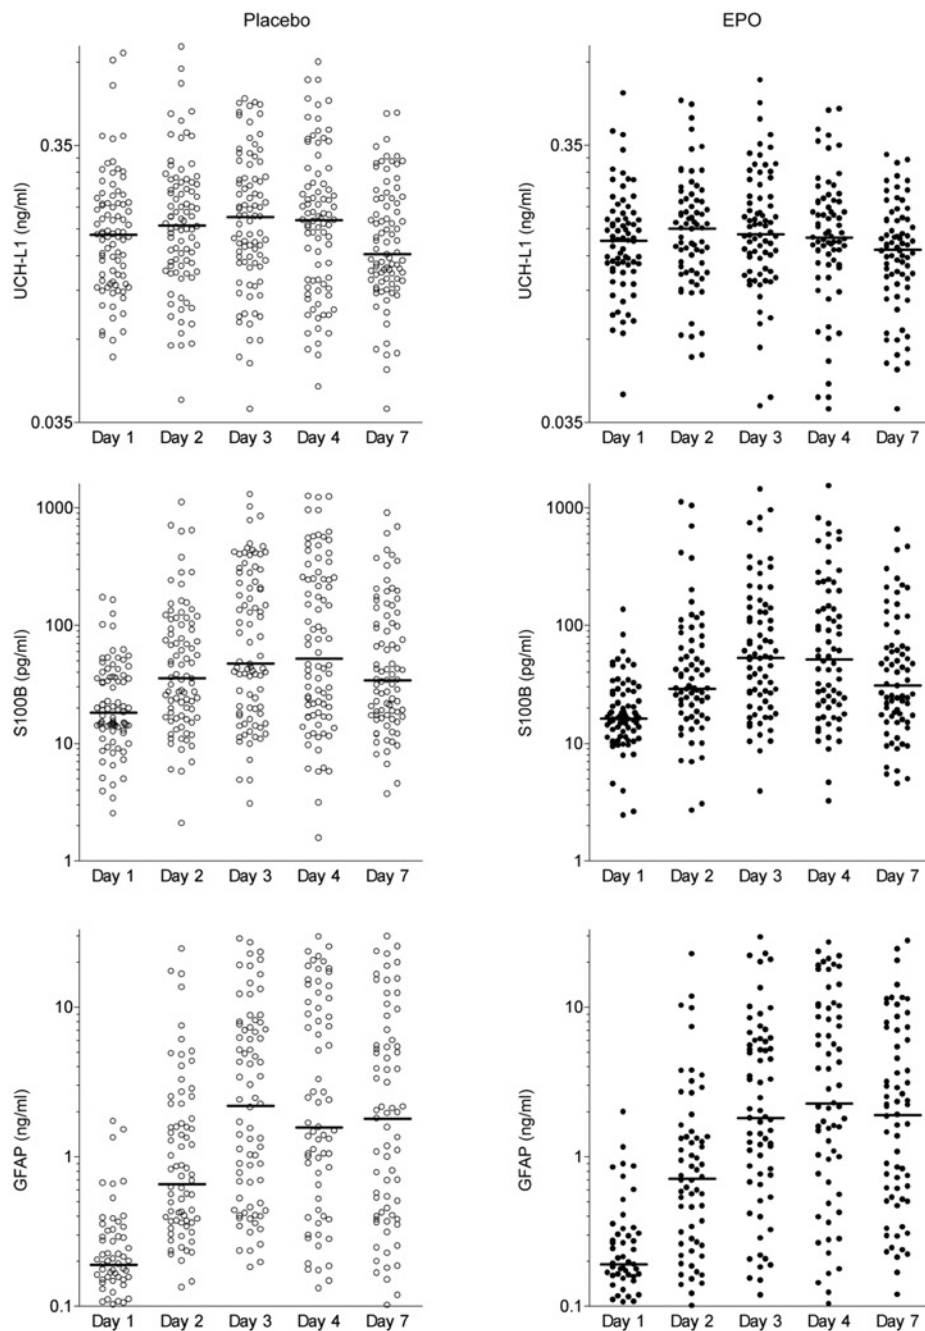 Placebo
EPO
UCH-L1 (ng/ml)
0.35
0.035
Day 1 Day 2 Day 3 Day 4 Day 7
UCH-L1 (ng/ml)
0.35
0.035
Day 1 Day 2 Day 3 Day 4 Day 7
S100B (pg/ml)
1000
100
10
1
Day 1 Day 2 Day 3 Day 4 Day 7
S100B (pg/ml)
1000
100
10
1
Day 1 Day 2 Day 3 Day 4 Day 7
GFAP (ng/ml)
10
1
0.1
Day 1 Day 2 Day 3 Day 4 Day 7
GFAP (ng/ml)
10
1
0.1
Day 1 Day 2 Day 3 Day 4 Day 7